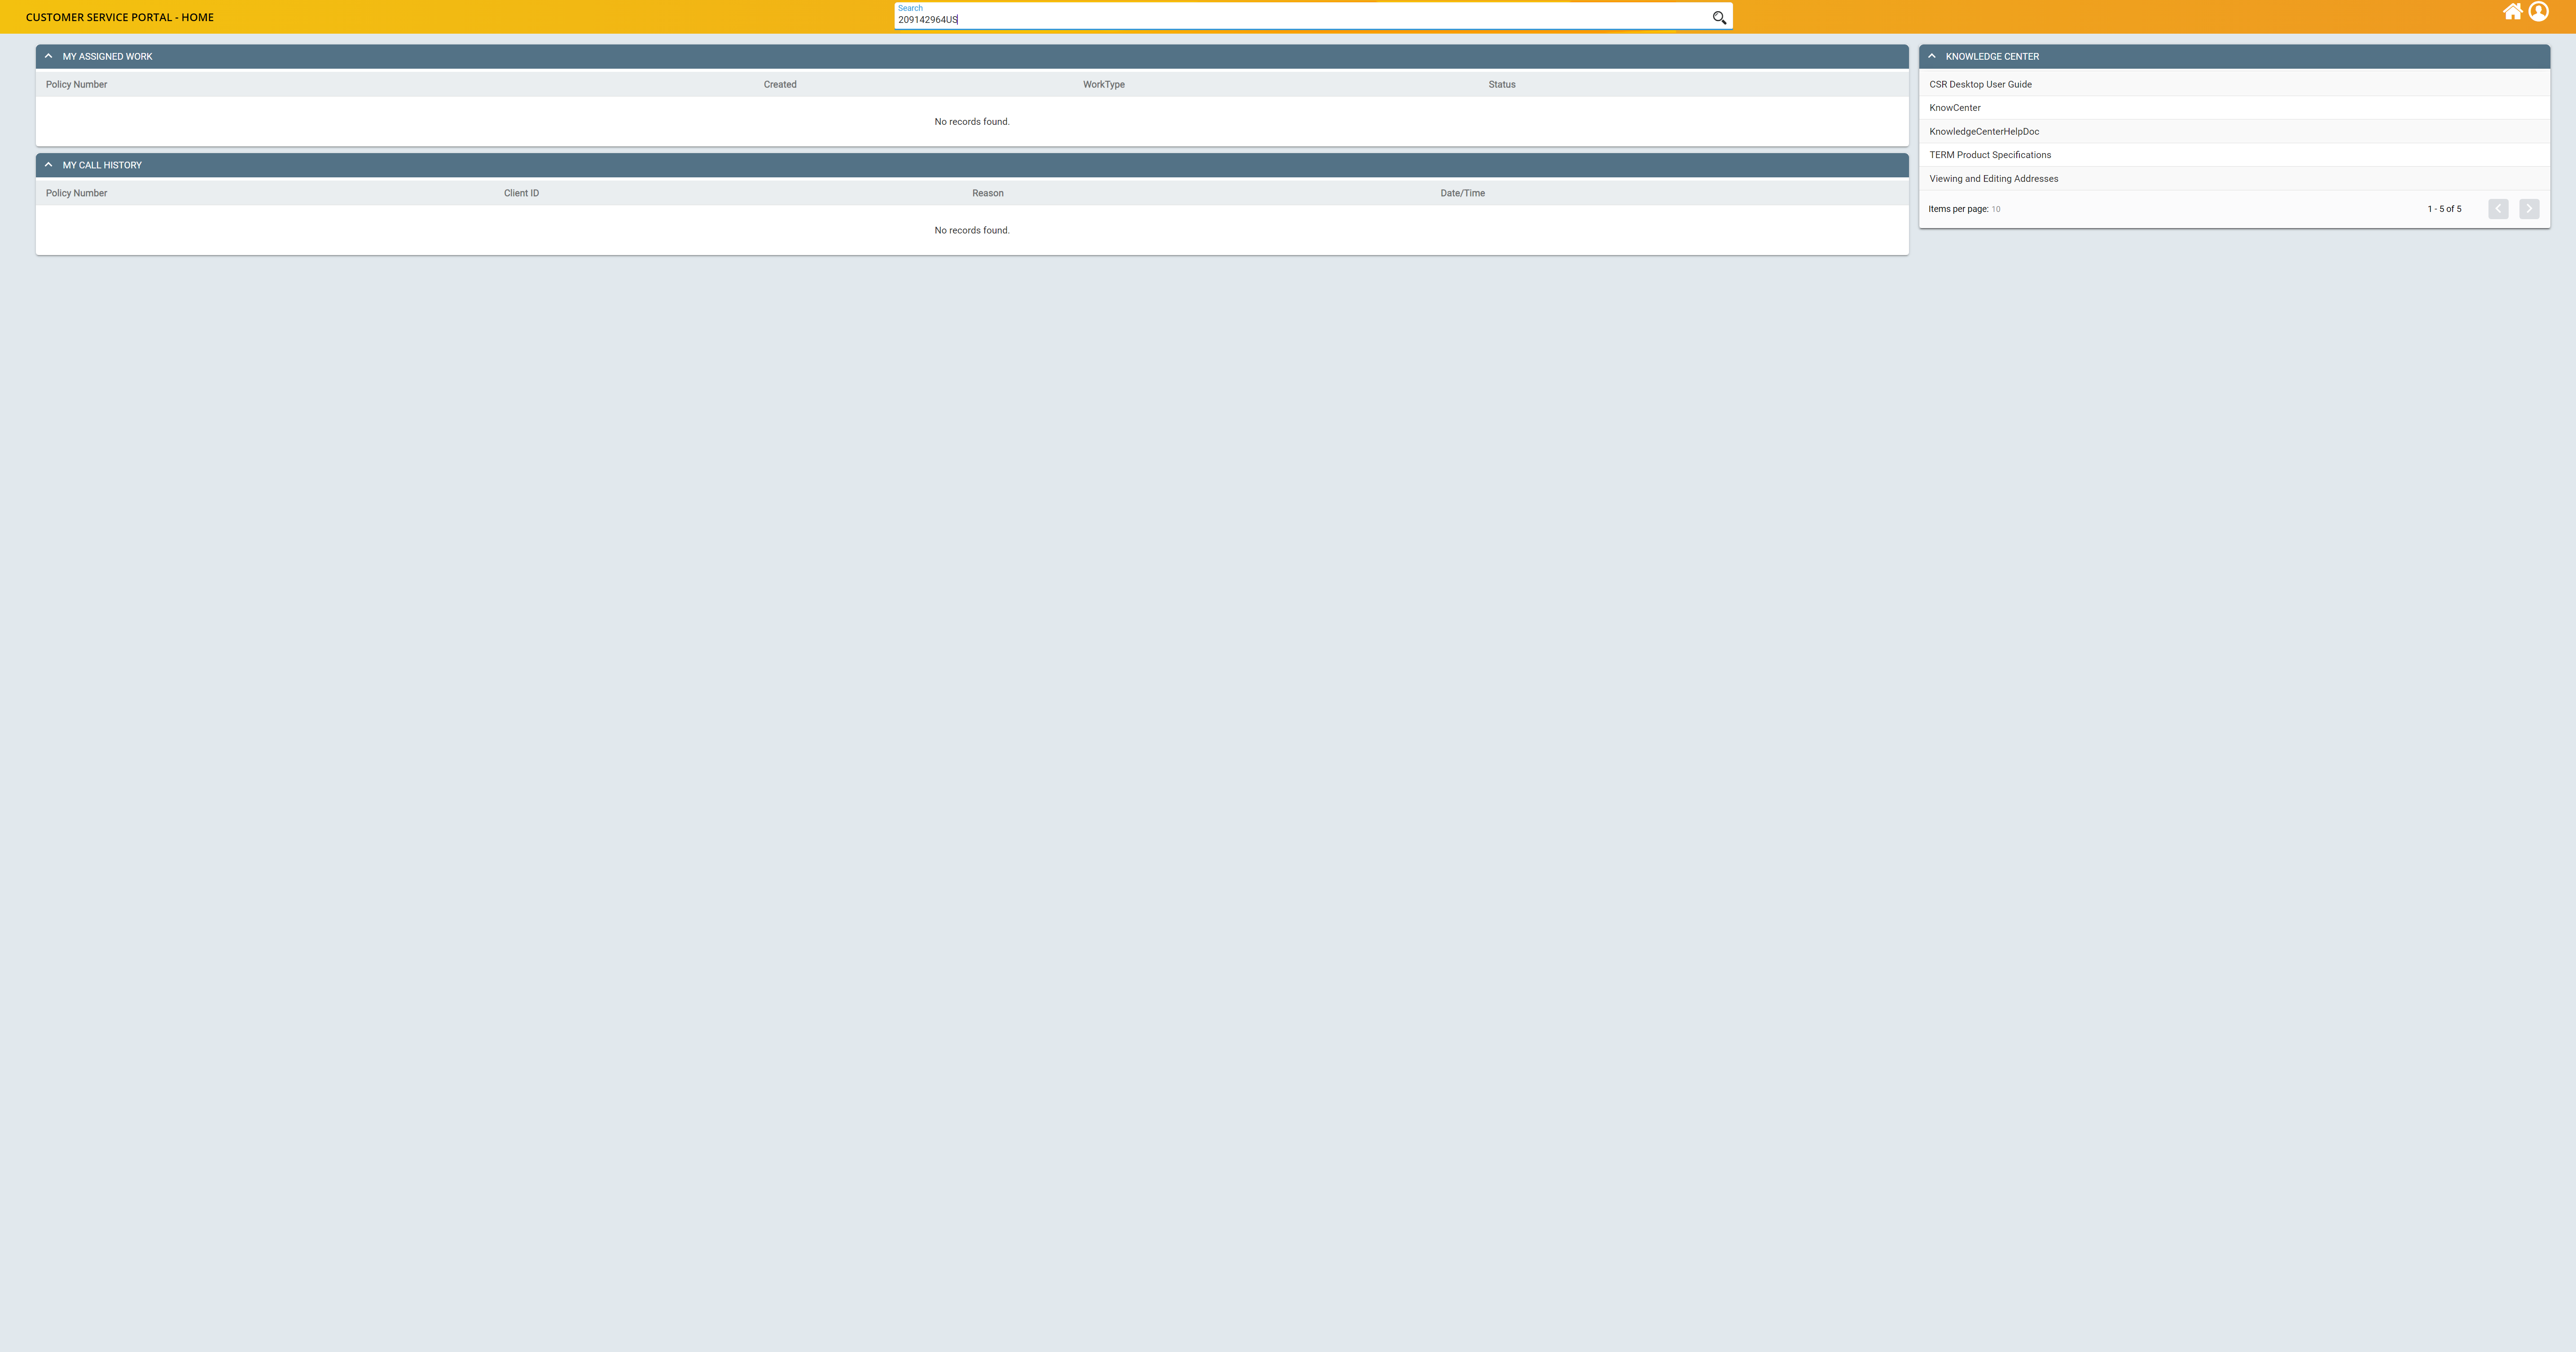 CUSTOMER SERVICE PORTAL - HOME
Search
209142964US
MY ASSIGNED WORK
Policy Number Created WorkType Status
No records found.
MY CALL HISTORY
Policy Number Client ID Reason Date/Time
No records found.
KNOWLEDGE CENTER
CSR Desktop User Guide
KnowCenter
KnowledgeCenterHelpDoc
TERM Product Specifications
Viewing and Editing Addresses
Items per page: 10 1 - 5 of 5